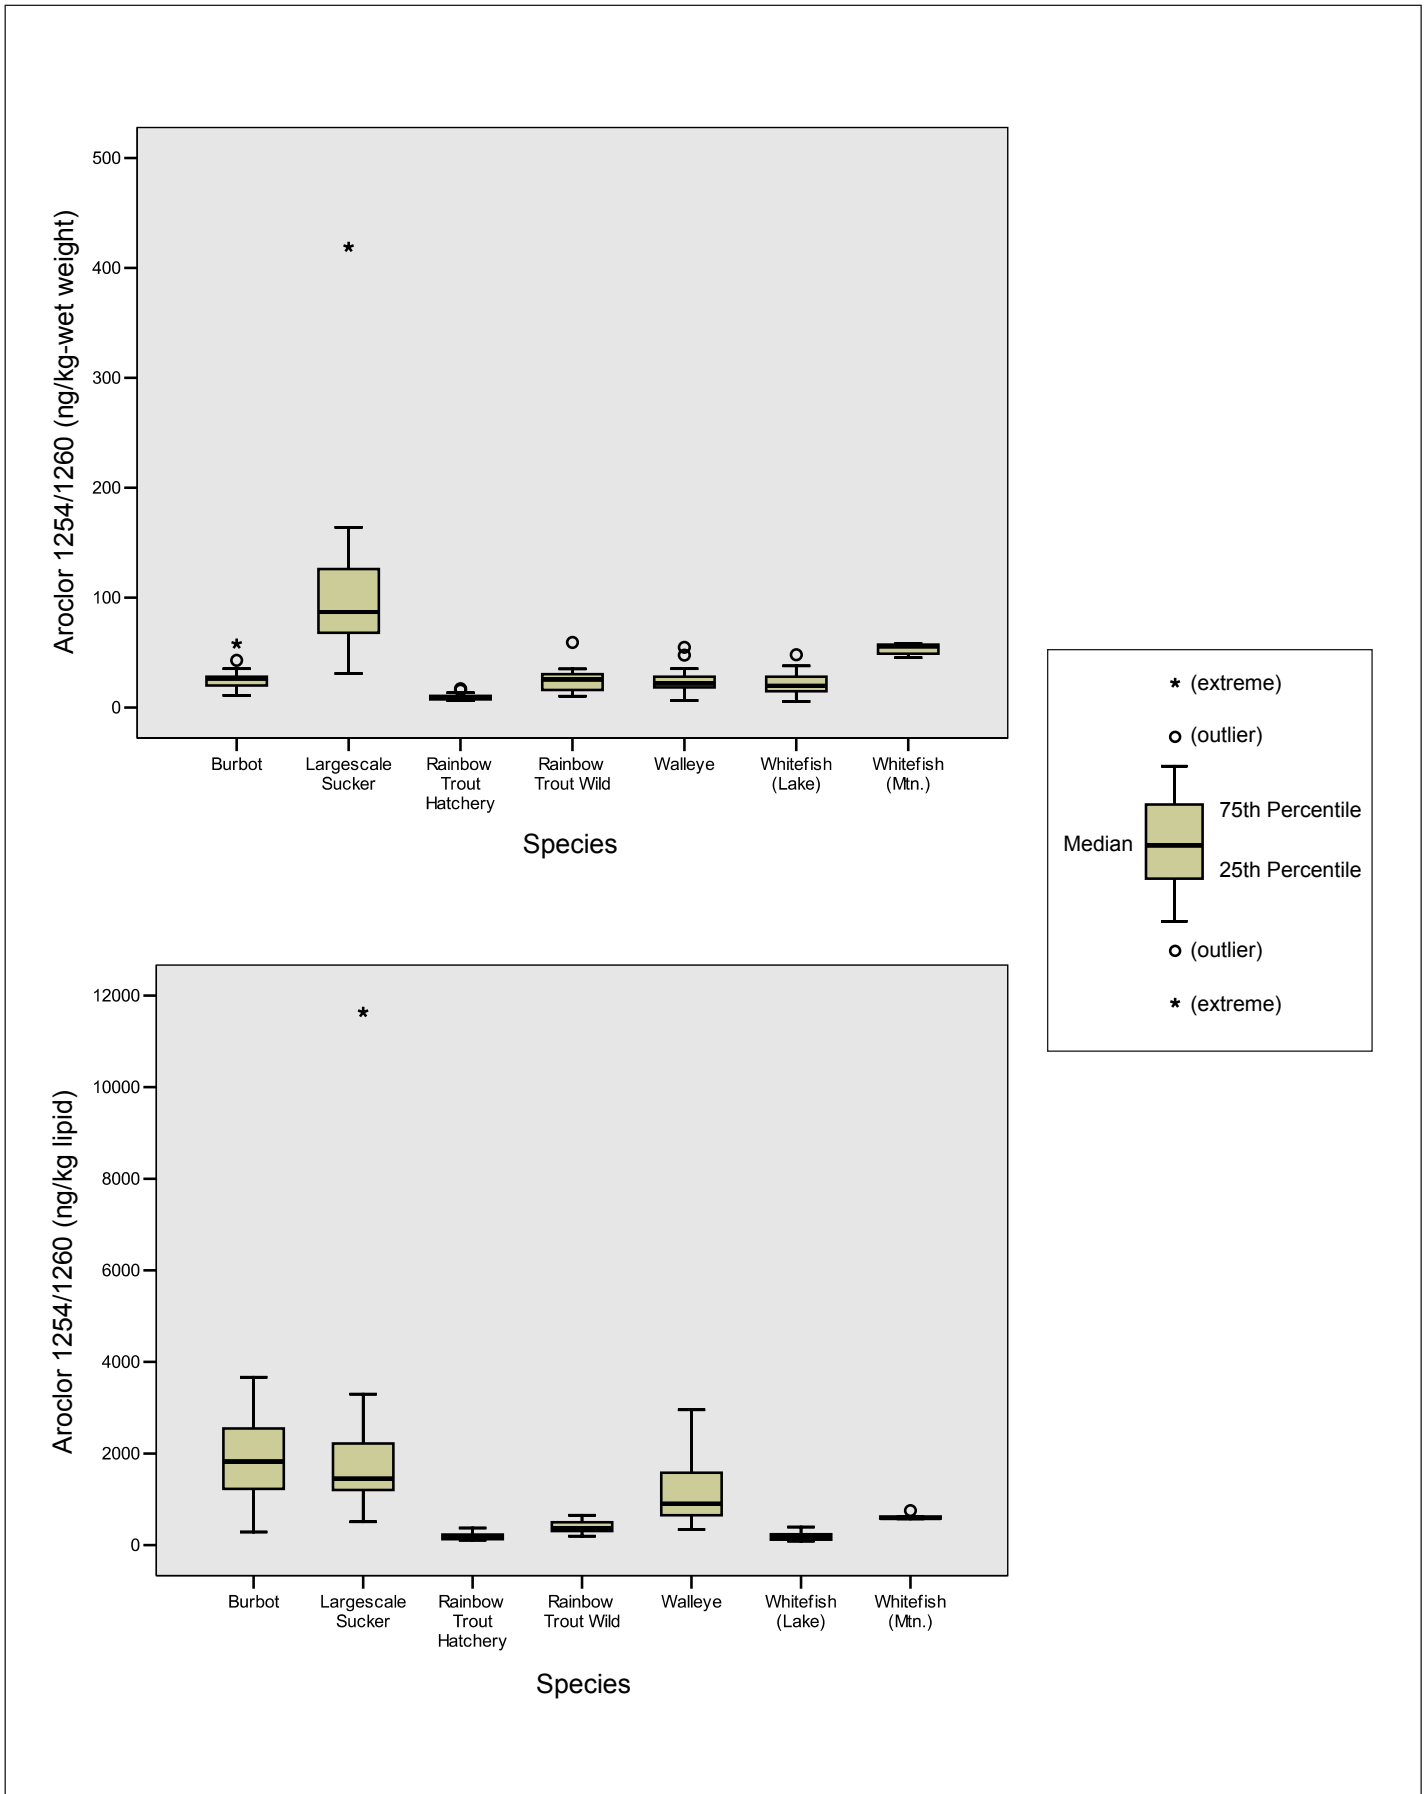 Aroclor 1254/1260 (ng/kg-wet weight)
500
400
300
200
100
0
Burbot
Largescale
Sucker
Rainbow
Trout
Hatchery
Rainbow
Trout Wild
Walleye
Whitefish
(Lake)
Whitefish
(Mtn.)
Species
* (extreme)
(outlier)
75th Percentile
Median
25th Percentile
(outlier)
* (extreme)
Aroclor 1254/1260 (ng/kg lipid)
12000
10000
8000
6000
4000
2000
0
Burbot
Largescale
Sucker
Rainbow
Trout
Hatchery
Rainbow
Trout Wild
Walleye
Whitefish
(Lake)
Whitefish
(Mtn.)
Species